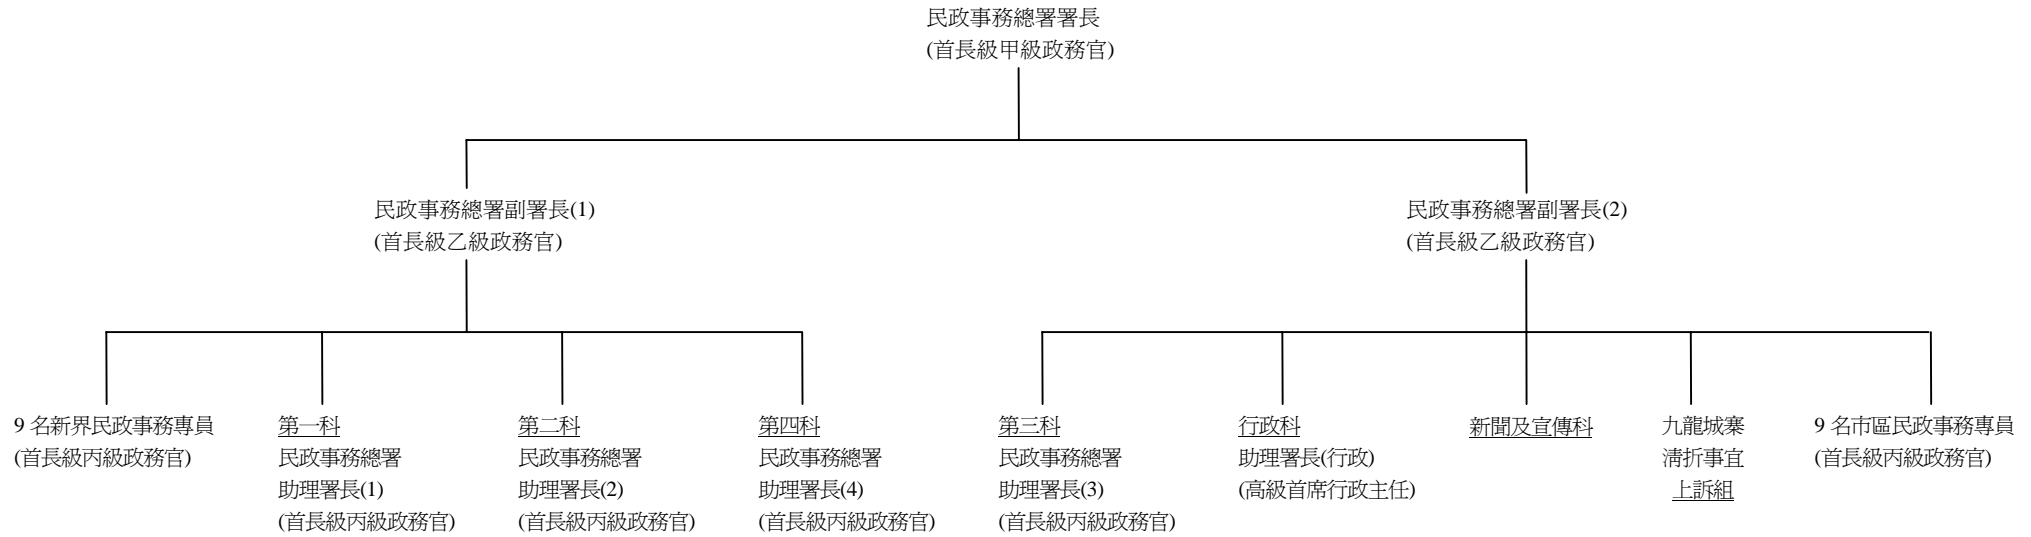 民政事務總署署長
(首長級甲級政務官)
民政事務總署副署長(1)
(首長級乙級政務官)
民政事務總署副署長(2)
(首長級乙級政務官)
9 名新界民政事務專員
(首長級丙級政務官)
第一科
民政事務總署
助理署長(1)
(首長級丙級政務官)
第二科
民政事務總署
助理署長(2)
(首長級丙級政務官)
第四科
民政事務總署
助理署長(4)
(首長級丙級政務官)
第三科
民政事務總署
助理署長(3)
(首長級丙級政務官)
行政科
助理署長(行政)
(高級首席行政主任)
新聞及宣傳科
九龍城寨
清拆事宜
上訴組
9 名市區民政事務專員
(首長級丙級政務官)